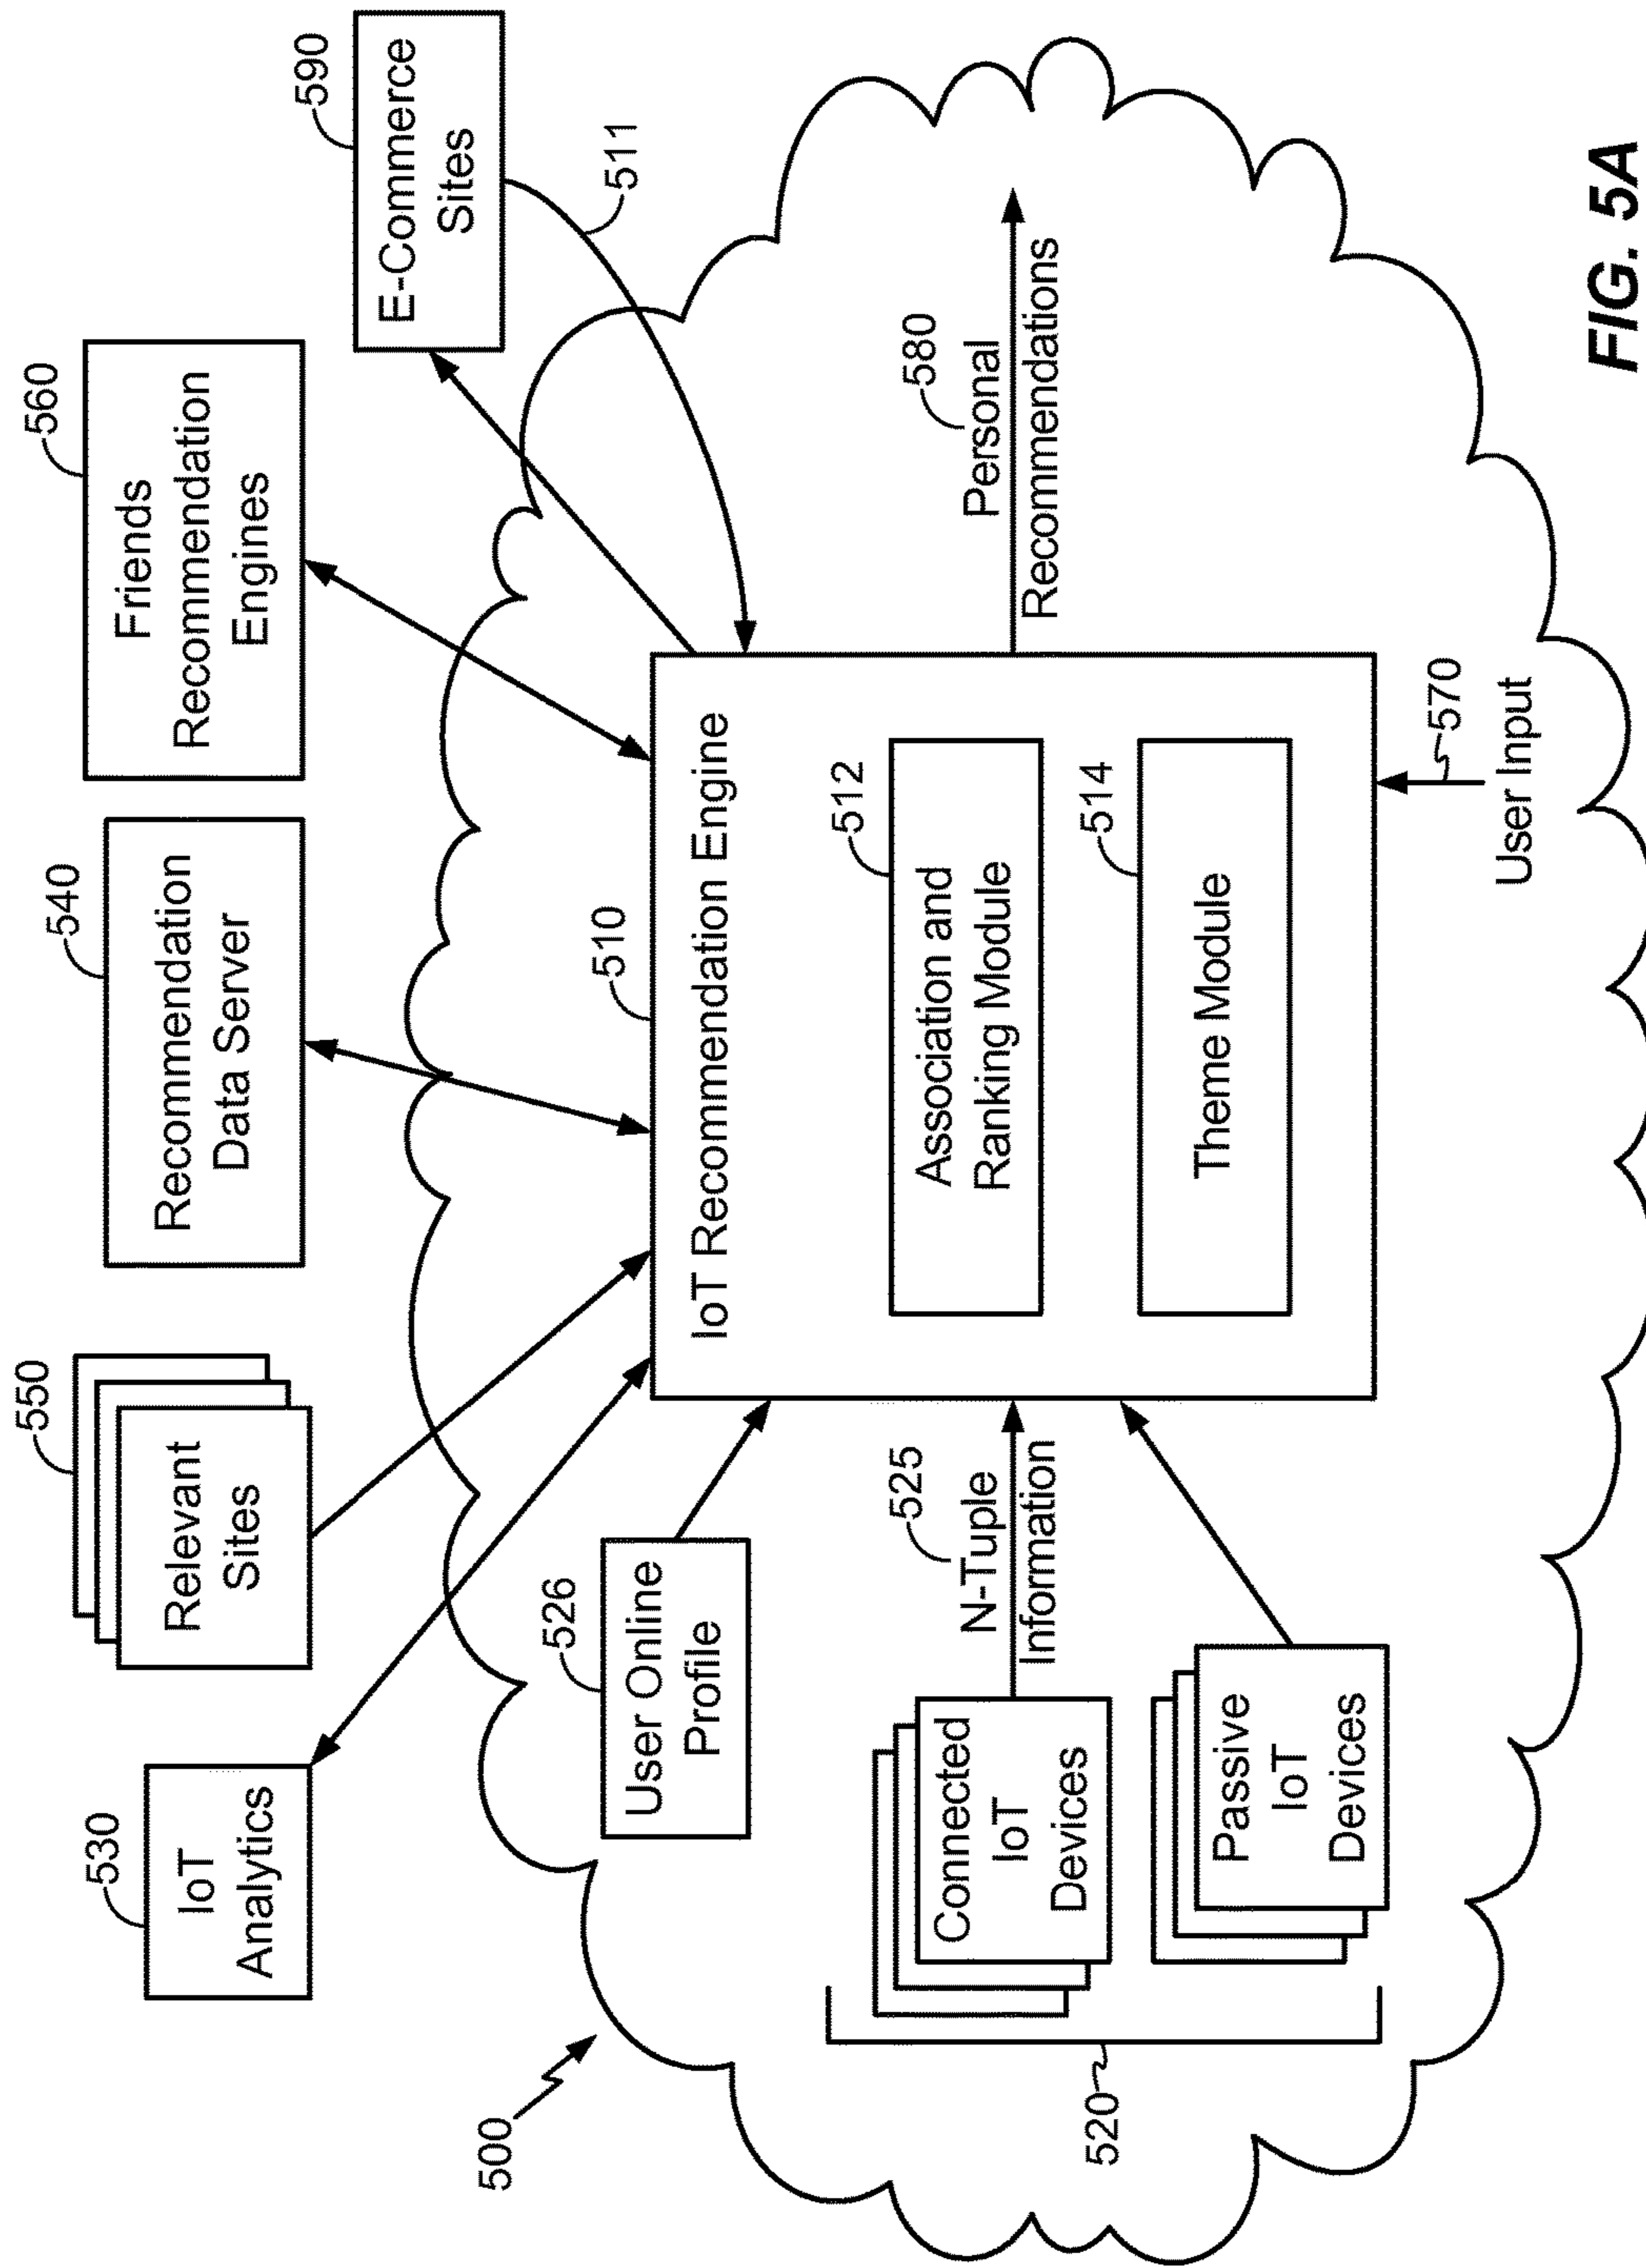 530
IoT
Analytics
550
Relevant
Sites
540
Recommendation
Data Server
560
Friends
Recommendation
Engines
590
E-Commerce
Sites
511
500
526
User Online
Profile
510
IoT Recommendation Engine
512
Association and
Ranking Module
514
Theme Module
525
N-Tuple
Information
Connected
IoT
Devices
Passive
IoT
Devices
520
580
Personal
Recommendations
570
User Input
FIG. 5A